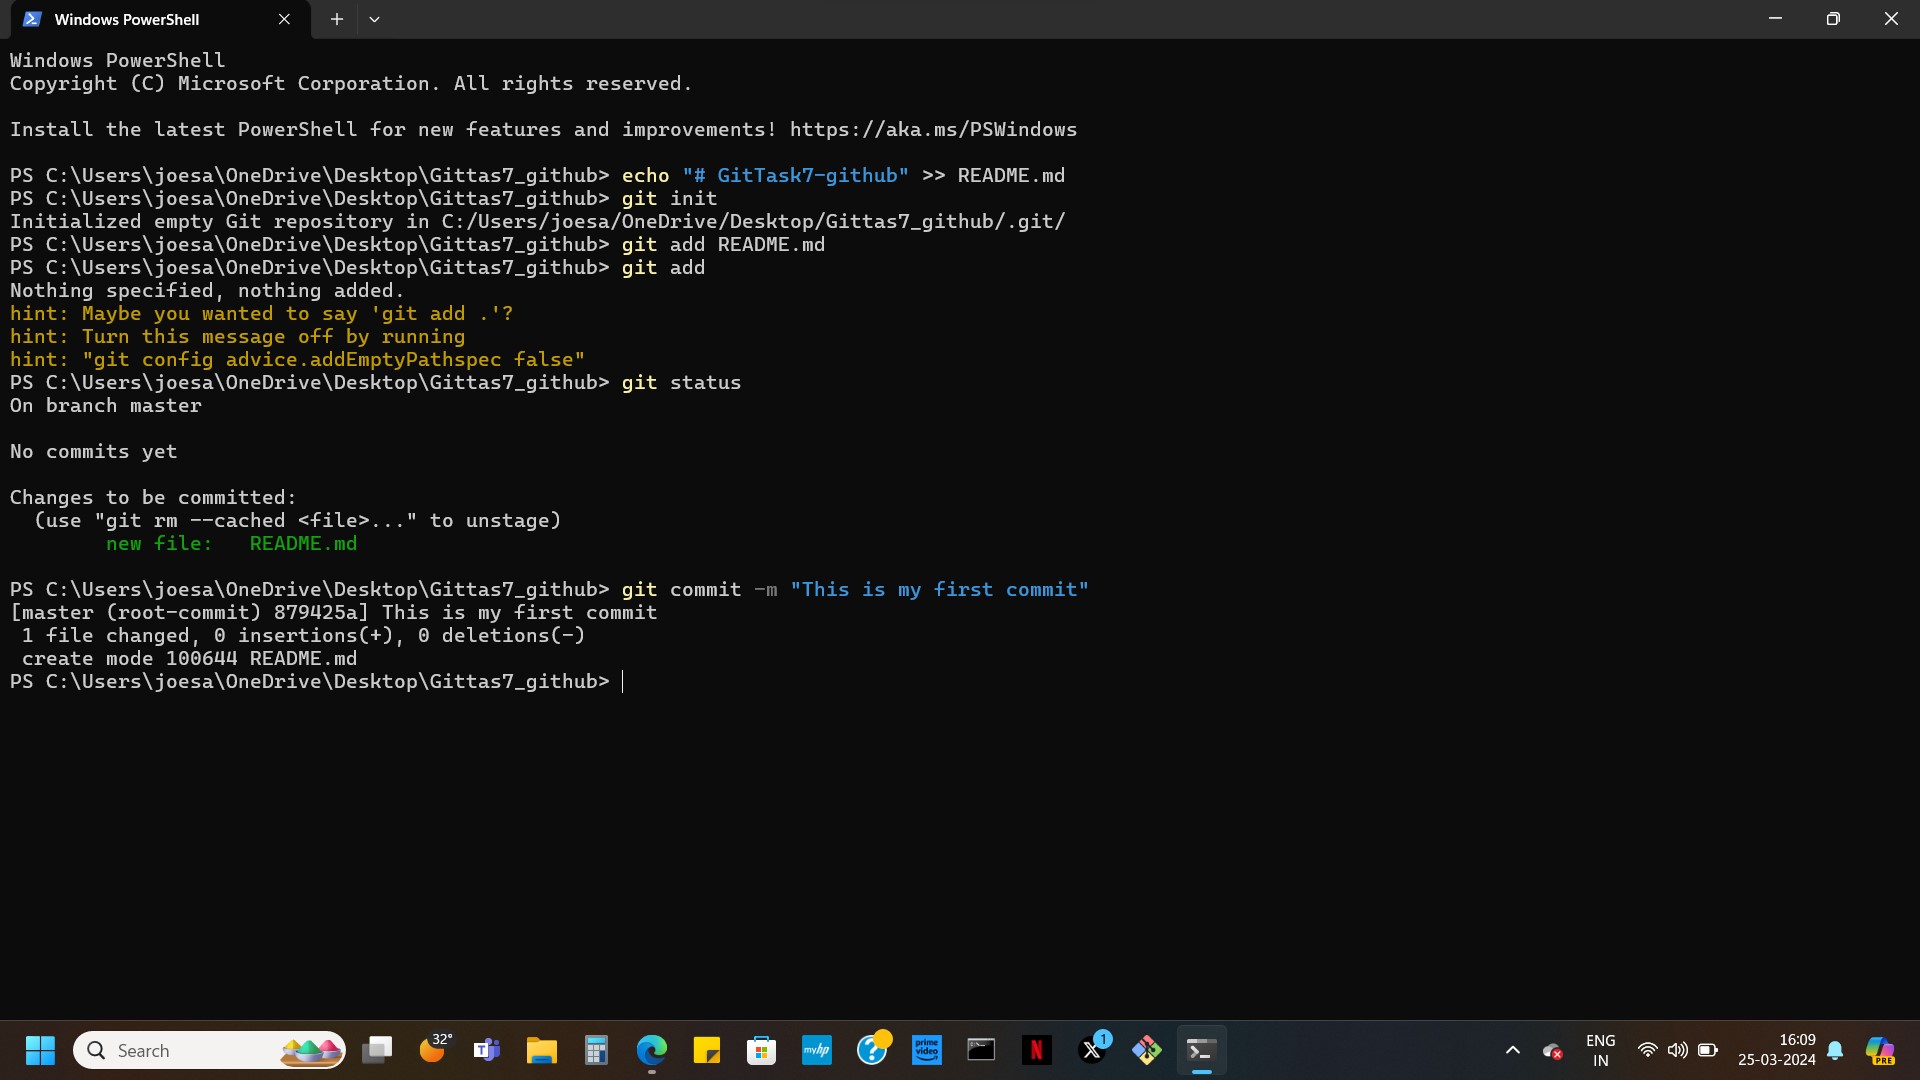 Windows PowerShell
Windows PowerShell
Copyright (C) Microsoft Corporation. All rights reserved.
Install the latest PowerShell for new features and improvements! https://aka.ms/PSWindows
PS C:\Users\joesa\OneDrive\Desktop\Gittas7_github> echo "# GitTask7-github" >> README.md
PS C:\Users\joesa\OneDrive\Desktop\Gittas7_github> git init
Initialized empty Git repository in C:/Users/joesa/OneDrive/Desktop/Gittas7_github/.git/
PS C:\Users\joesa\OneDrive\Desktop\Gittas7_github> git add README.md
PS C:\Users\joesa\OneDrive\Desktop\Gittas7_github> git add
Nothing specified, nothing added.
hint: Maybe you wanted to say 'git add .'?
hint: Turn this message off by running
hint: "git config advice.addEmptyPathspec false"
PS C:\Users\joesa\OneDrive\Desktop\Gittas7_github> git status
On branch master
No commits yet
Changes to be committed:
  (use "git rm --cached <file>..." to unstage)
        new file:   README.md
PS C:\Users\joesa\OneDrive\Desktop\Gittas7_github> git commit -m "This is my first commit"
[master (root-commit) 879425a] This is my first commit
 1 file changed, 0 insertions(+), 0 deletions(-)
 create mode 100644 README.md
PS C:\Users\joesa\OneDrive\Desktop\Gittas7_github>
Search
32°
T
myhp
?
prime video
N
X
1
ENG
IN
16:09
25-03-2024
PRE